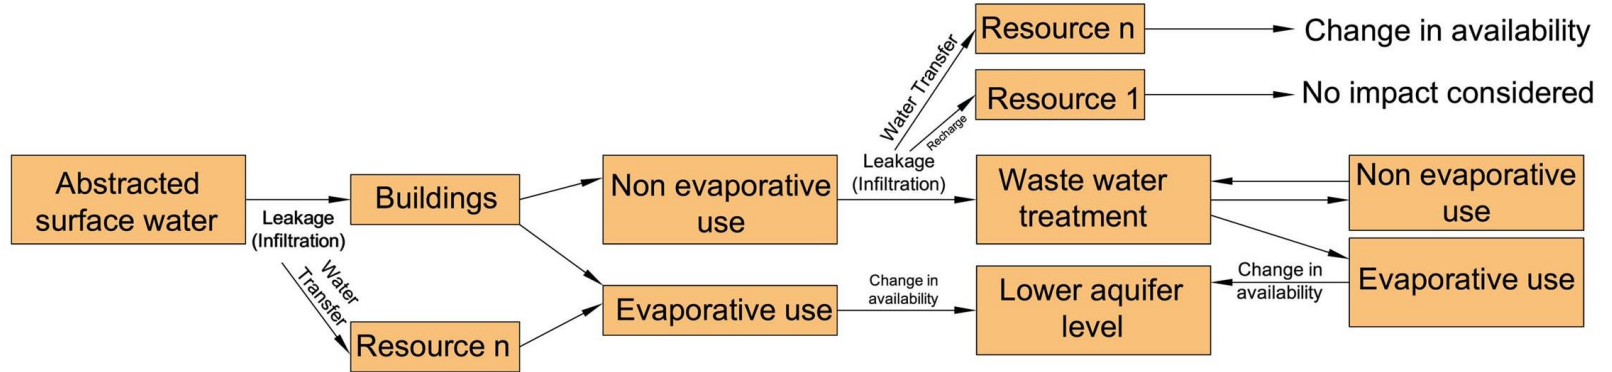 Resource n
Change in availability
Water Transfer
Resource 1
No impact considered
Recharge
Abstracted
surface water
Leakage
(Infiltration)
Water
Transfer
Buildings
Resource n
Non evaporative
use
Evaporative use
Leakage
(Infiltration)
Change in
availability
Waste water
treatment
Lower aquifer
level
Non evaporative
use
Change in
availability
Evaporative use